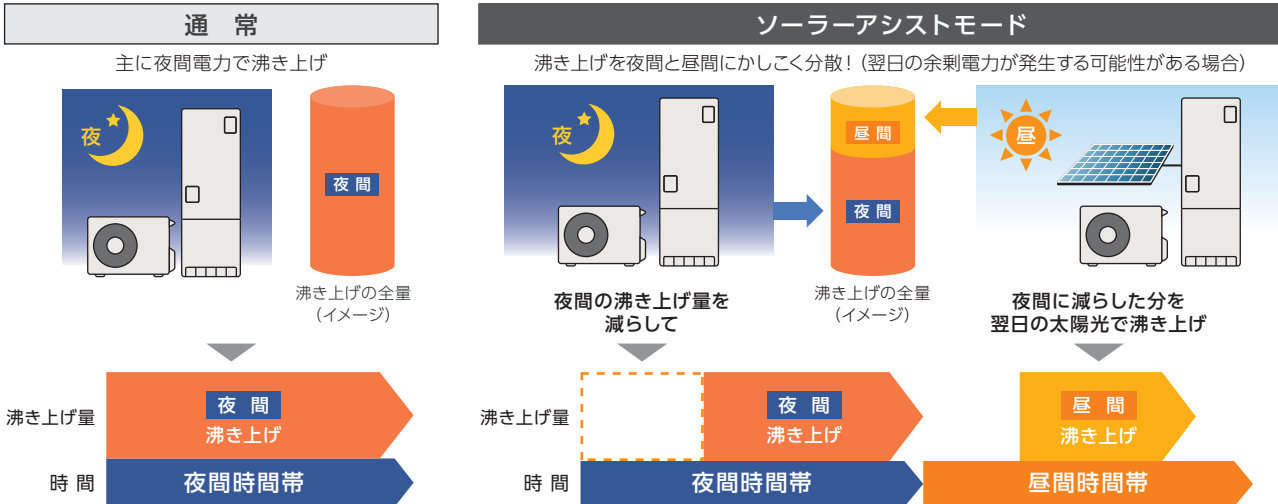 通 常
主に夜間電力で沸き上げ
夜
夜 間
沸き上げの全量
（イメージ）
沸き上げ量
夜 間
沸き上げ
時 間
夜間時間帯
ソーラーアシストモード
沸き上げを夜間と昼間にかしこく分散！（翌日の余剰電力が発生する可能性がある場合）
夜
昼 間
夜 間
昼
夜間の沸き上げ量を
減らして
沸き上げの全量
（イメージ）
夜間に減らした分を
翌日の太陽光で沸き上げ
沸き上げ量
夜 間
沸き上げ
昼 間
沸き上げ
時 間
夜間時間帯
昼間時間帯